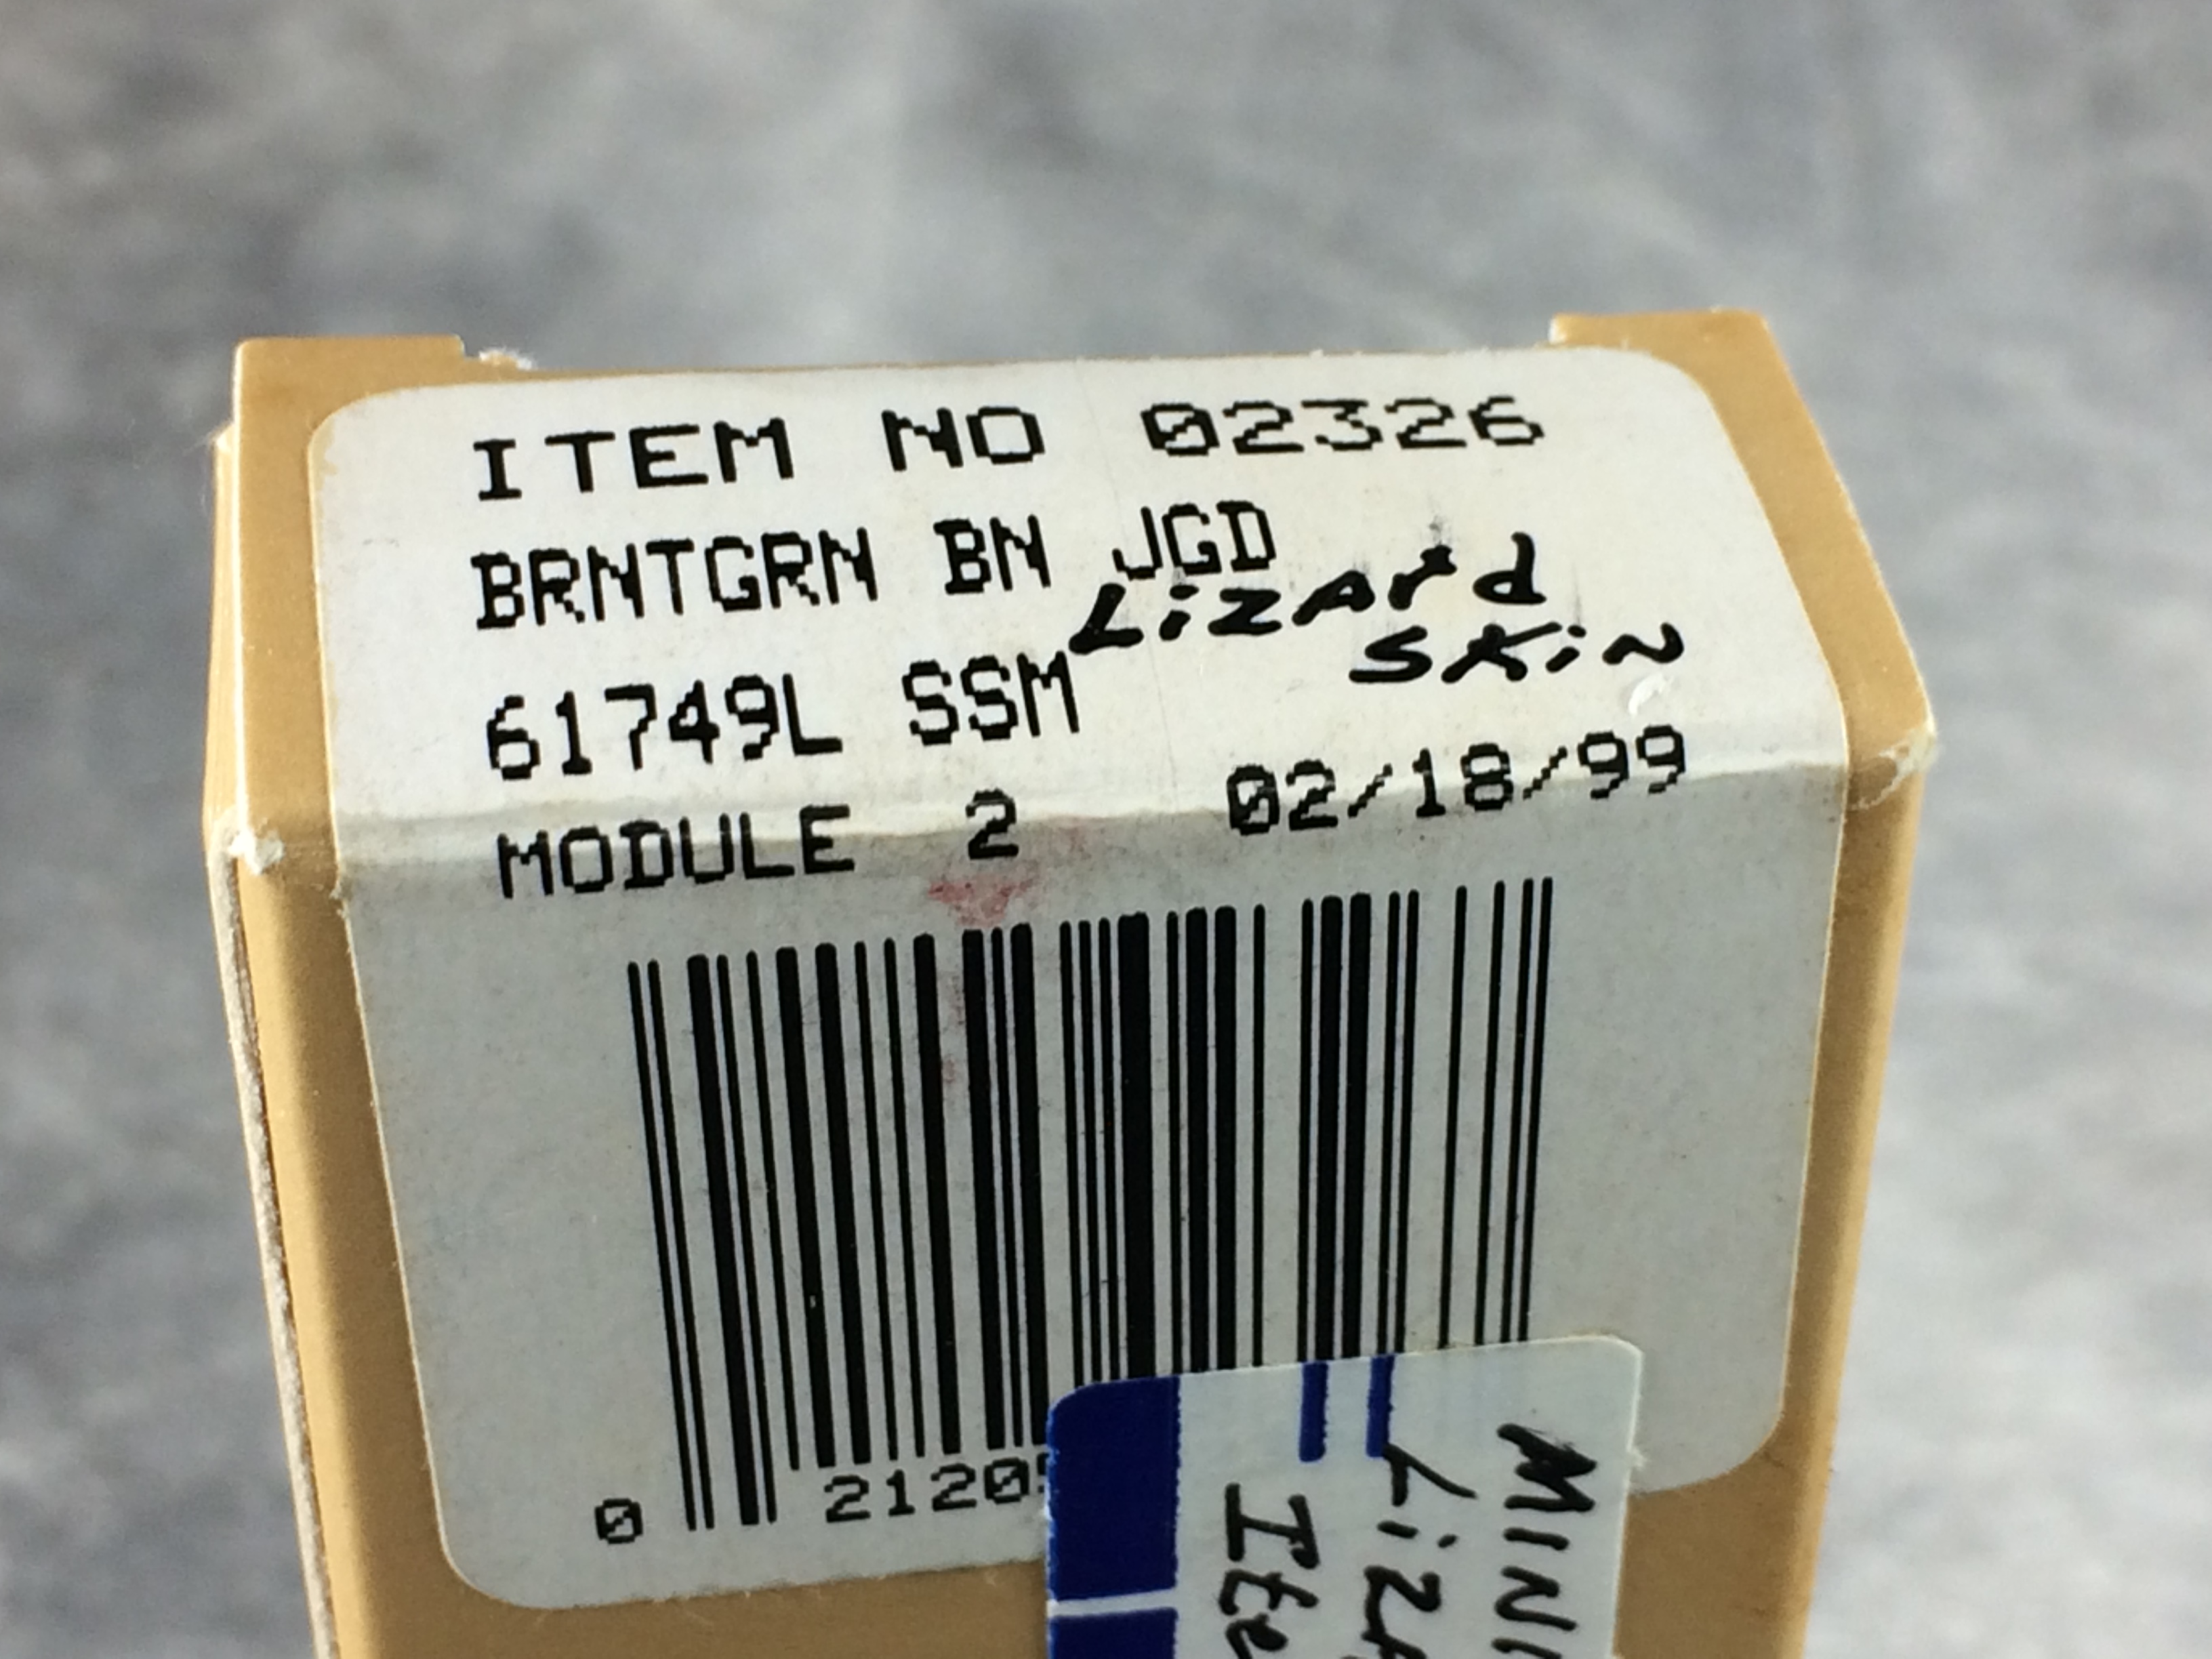 ITEM NO 02326
BRNTGRN BN JGD
Lizard
Skin
61749L SSM
MODULE 2 02/18/99
0 2120